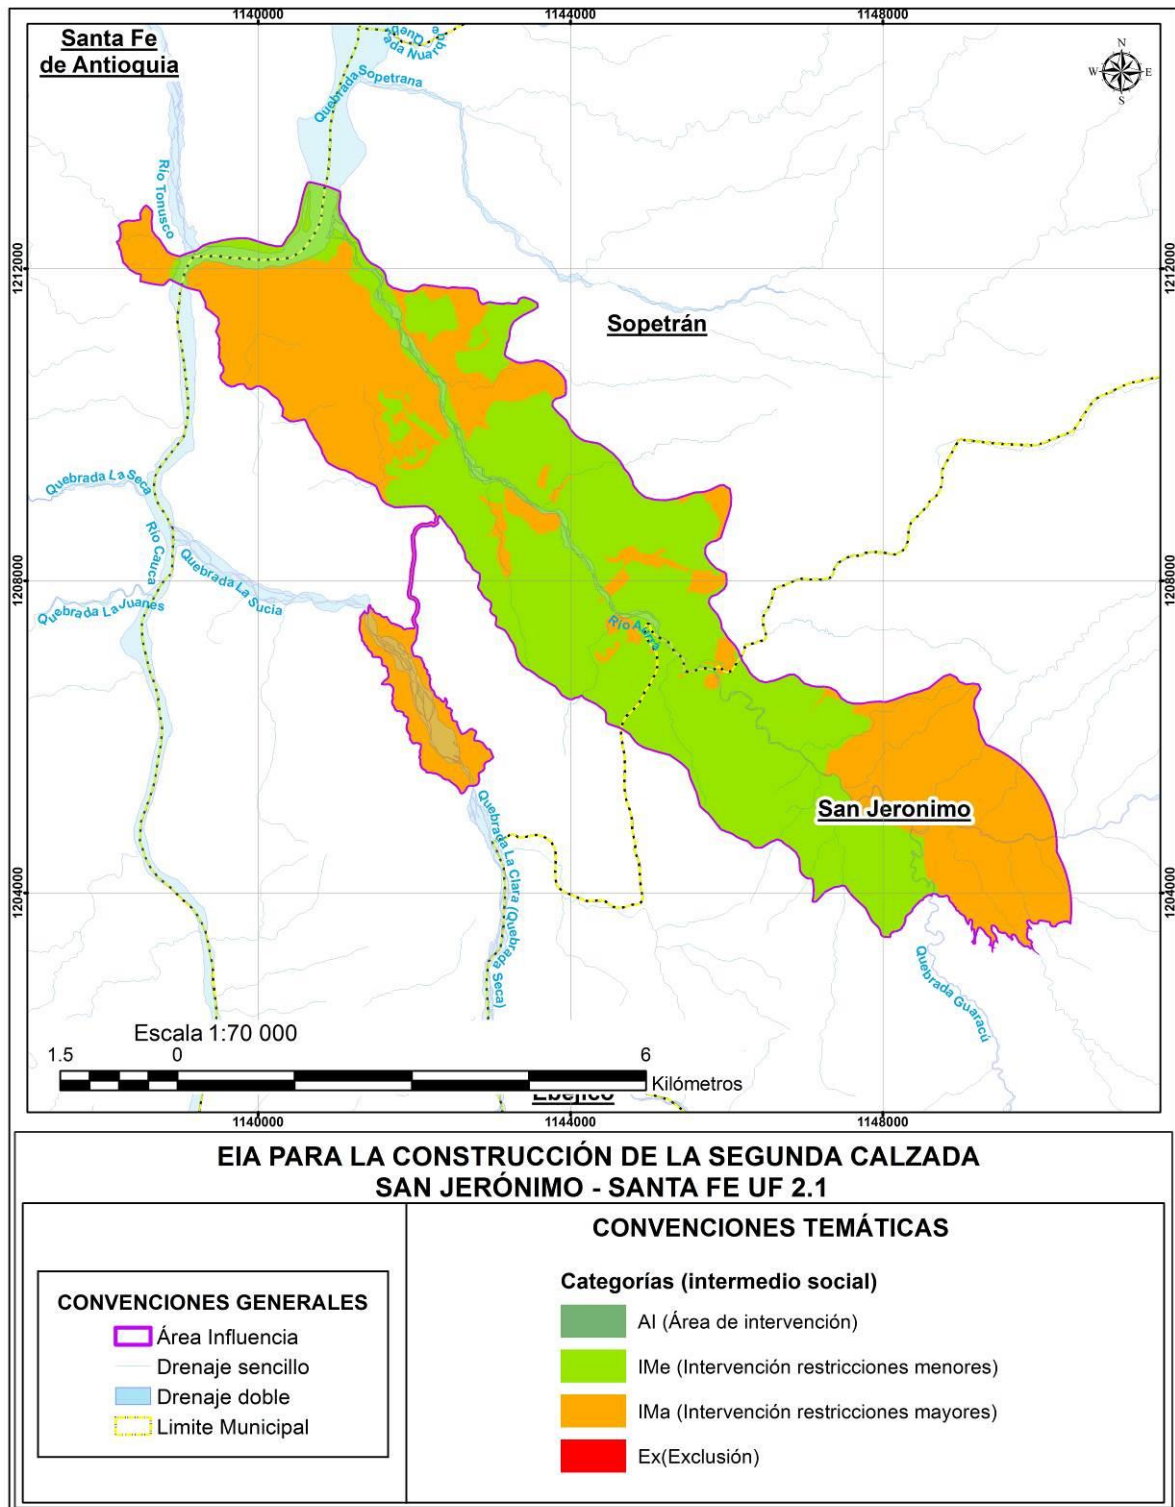 1140000
1144000
1148000
Santa Fe
de Antioquia
Quebrada Sopetrana
N
W
E
S
Río Tonusco
1212000
1212000
Sopetrán
Quebrada La Seca
Río Cauca
Quebrada La Sucia
Quebrada La Juanes
1208000
1208000
Río Aurra
San Jeronimo
Quebrada La Clara (Quebrada Seca)
1204000
1204000
Quebrada Guaracú
Escala 1:70 000
1.5
0
6
Kilómetros
Ebéjico
1140000
1144000
1148000
EIA PARA LA CONSTRUCCIÓN DE LA SEGUNDA CALZADA
SAN JERÓNIMO - SANTA FE UF 2.1
CONVENCIONES GENERALES
Área Influencia
Drenaje sencillo
Drenaje doble
Limite Municipal
CONVENCIONES TEMÁTICAS
Categorías (intermedio social)
AI (Área de intervención)
IMe (Intervención restricciones menores)
IMa (Intervención restricciones mayores)
Ex(Exclusión)